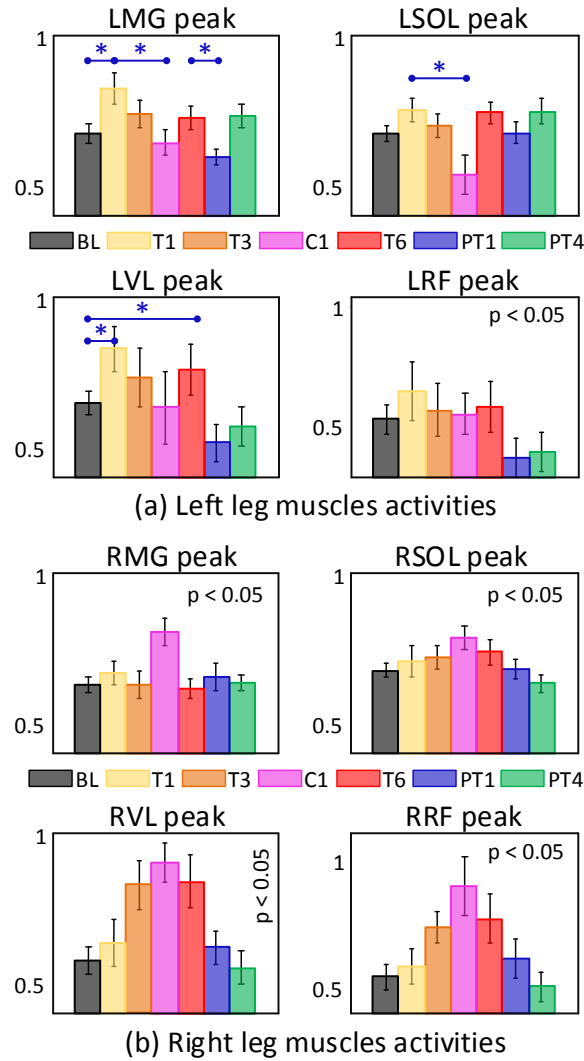 LMG peak LSOL peak
1 1
* * * *
0.5 0.5
BL T1 T3 C1 T6 PT1 PT4
LVL peak LRF peak
1 1
* * p < 0.05
0.5 0.5
(a) Left leg muscles activities
RMG peak RSOL peak
1 1
p < 0.05 p < 0.05
0.5 0.5
BL T1 T3 C1 T6 PT1 PT4
RVL peak RRF peak
1 1
p < 0.05 p < 0.05
0.5 0.5
(b) Right leg muscles activities